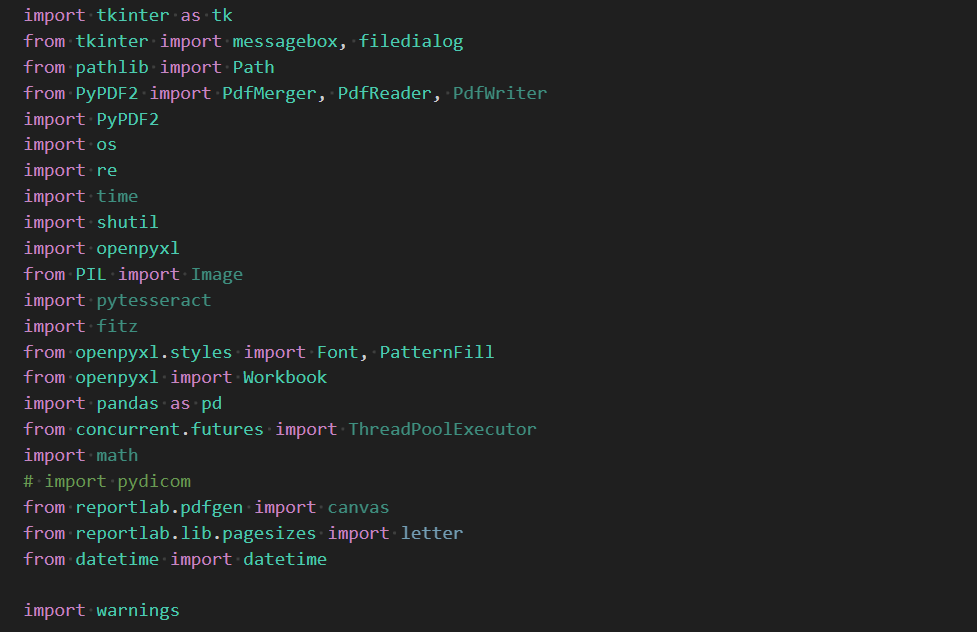 import tkinter as tk
from tkinter import messagebox, filedialog
from pathlib import Path
from PyPDF2 import PdfMerger, PdfReader, PdfWriter
import PyPDF2
import os
import re
import time
import shutil
import openpyxl
from PIL import Image
import pytesseract
import fitz
from openpyxl.styles import Font, PatternFill
from openpyxl import Workbook
import pandas as pd
from concurrent.futures import ThreadPoolExecutor
import math
# import pydicom
from reportlab.pdfgen import canvas
from reportlab.lib.pagesizes import letter
from datetime import datetime
import warnings